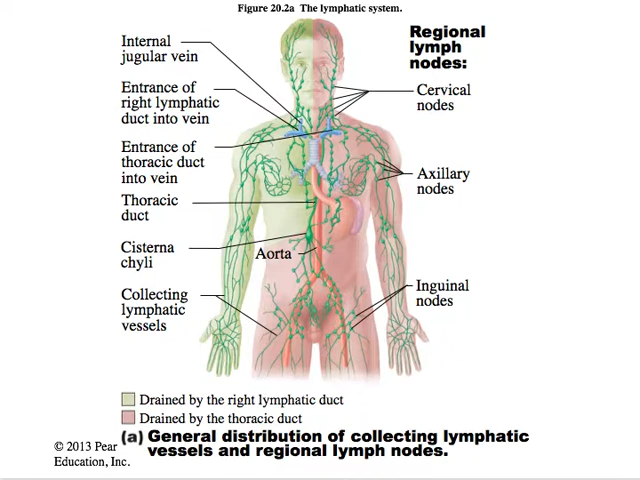 Figure 20.2a  The lymphatic system.
Internal
jugular vein
Entrance of
right lymphatic
duct into vein
Entrance of
thoracic duct
into vein
Thoracic
duct
Cisterna
chyli
Aorta
Collecting
lymphatic
vessels
Regional
lymph
nodes:
Cervical
nodes
Axillary
nodes
Inguinal
nodes
Drained by the right lymphatic duct
Drained by the thoracic duct
(a) General distribution of collecting lymphatic
vessels and regional lymph nodes.
© 2013 Pear
Education, Inc.